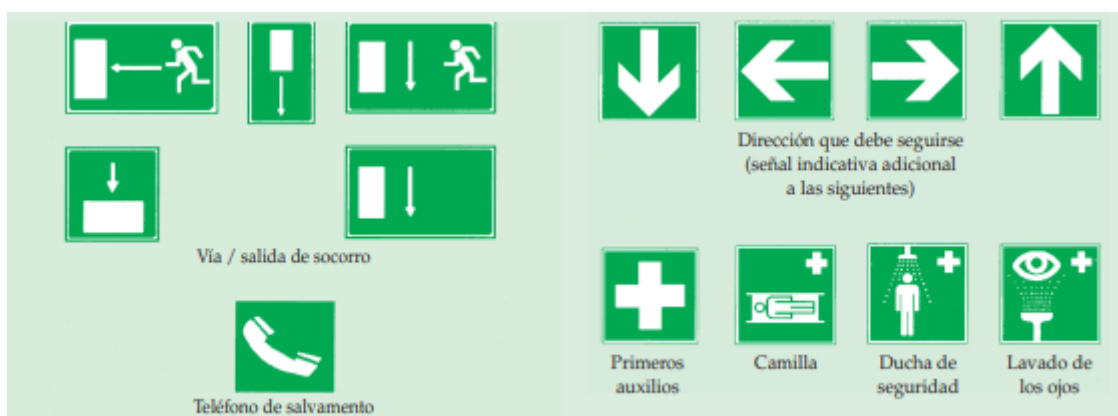 Vía / salida de socorro
Teléfono de salvamento
Dirección que debe seguirse
(señal indicativa adicional
a las siguientes)
Primeros
auxilios
Camilla
Ducha de
seguridad
Lavado de
los ojos